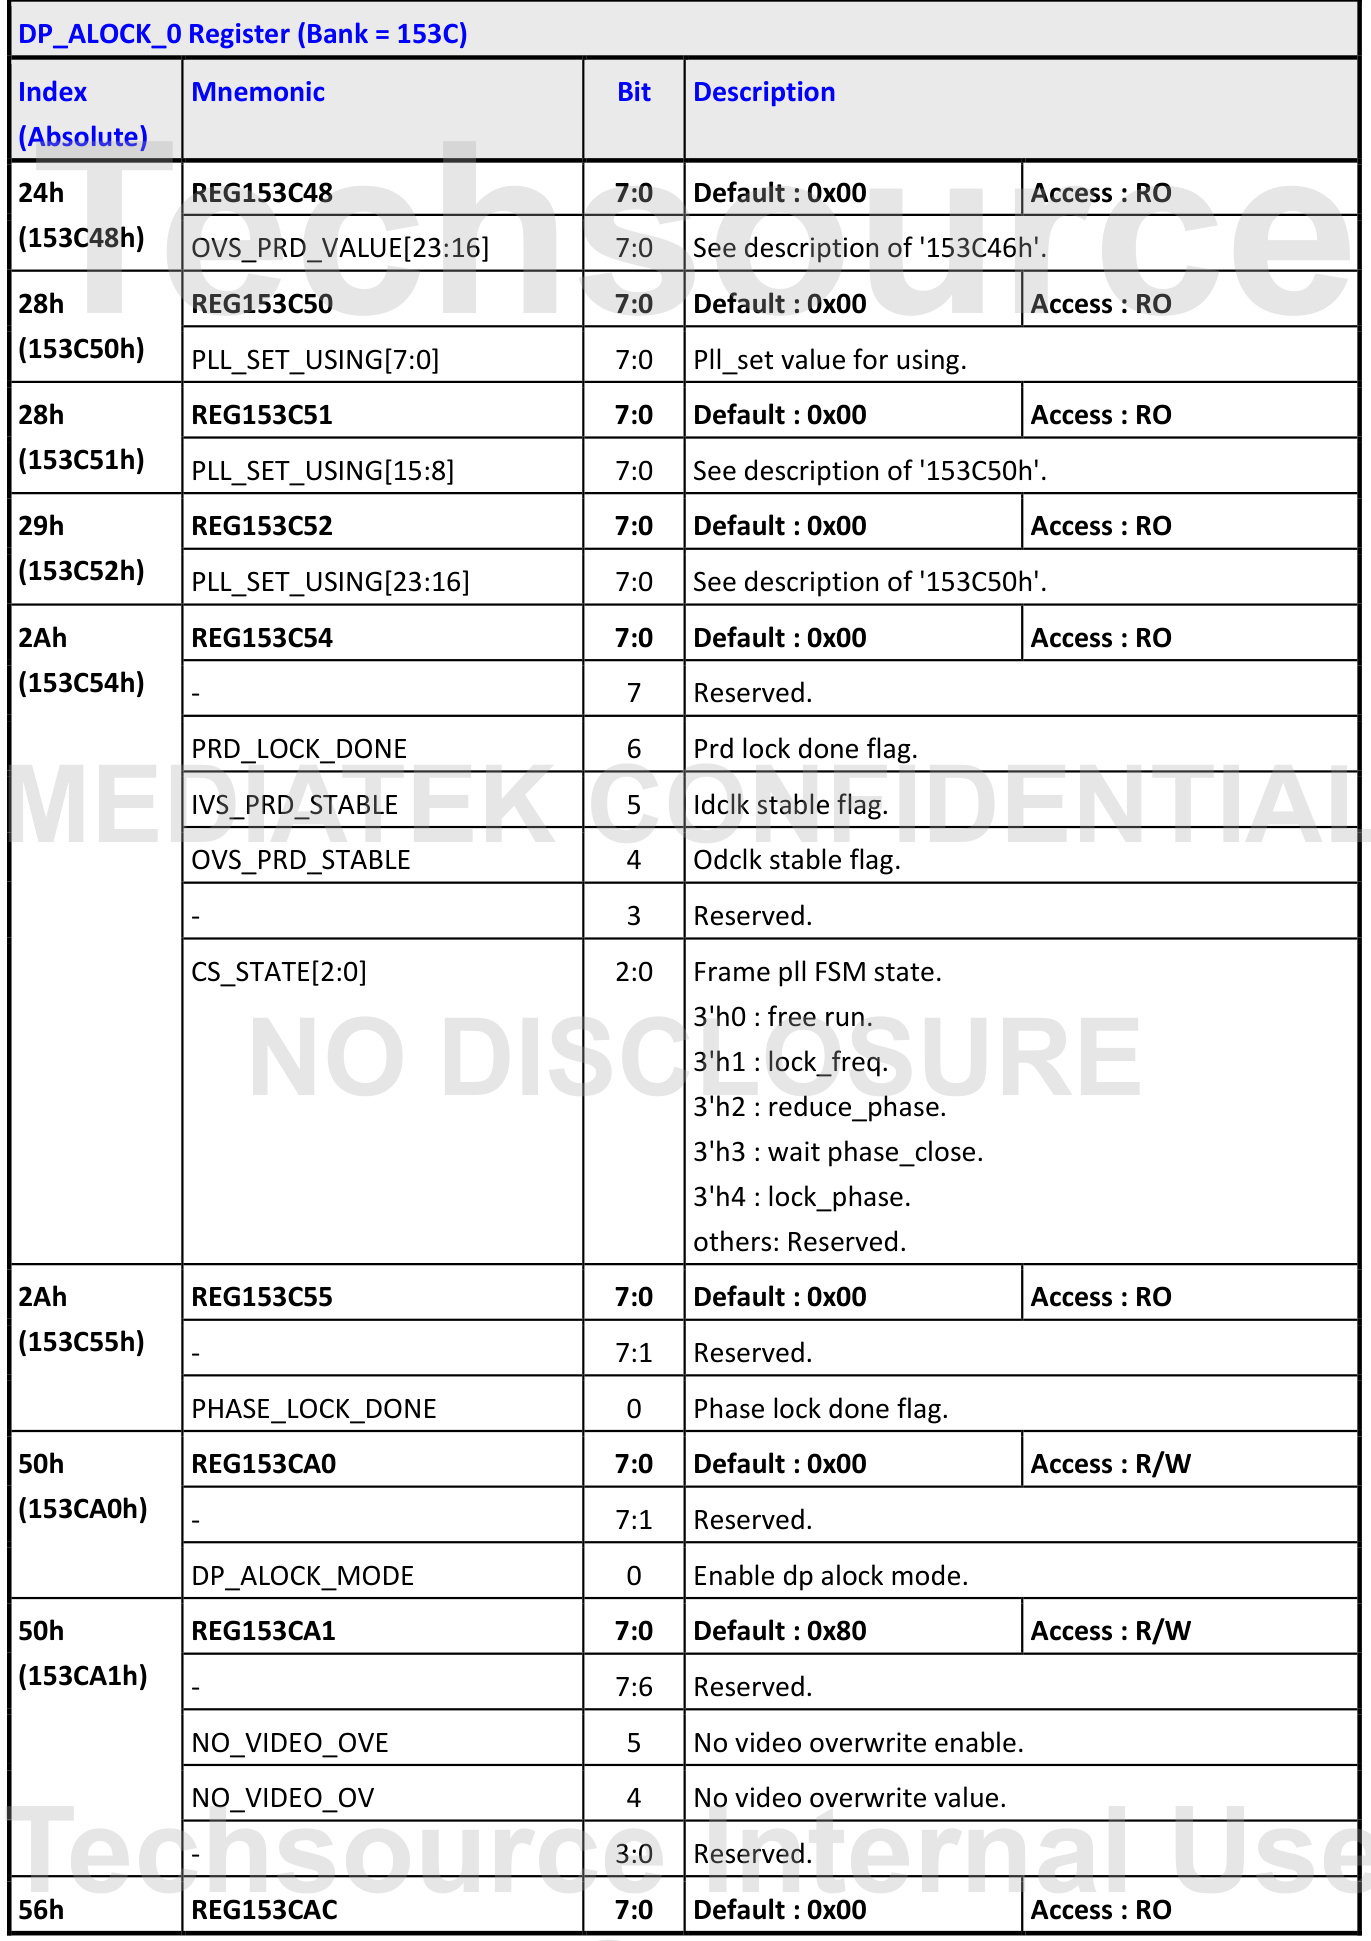 DP_ALOCK_0 Register (Bank = 153C)
Index (Absolute) Mnemonic Bit Description
24h (153C48h) REG153C48 7:0 Default : 0x00 Access : RO
OVS_PRD_VALUE[23:16] 7:0 See description of '153C46h'.
28h (153C50h) REG153C50 7:0 Default : 0x00 Access : RO
PLL_SET_USING[7:0] 7:0 Pll_set value for using.
28h (153C51h) REG153C51 7:0 Default : 0x00 Access : RO
PLL_SET_USING[15:8] 7:0 See description of '153C50h'.
29h (153C52h) REG153C52 7:0 Default : 0x00 Access : RO
PLL_SET_USING[23:16] 7:0 See description of '153C50h'.
2Ah (153C54h) REG153C54 7:0 Default : 0x00 Access : RO
- 7 Reserved.
PRD_LOCK_DONE 6 Prd lock done flag.
IVS_PRD_STABLE 5 Idclk stable flag.
OVS_PRD_STABLE 4 Odclk stable flag.
- 3 Reserved.
CS_STATE[2:0] 2:0 Frame pll FSM state.
3'h0 : free run.
3'h1 : lock_freq.
3'h2 : reduce_phase.
3'h3 : wait phase_close.
3'h4 : lock_phase.
others: Reserved.
2Ah (153C55h) REG153C55 7:0 Default : 0x00 Access : RO
- 7:1 Reserved.
PHASE_LOCK_DONE 0 Phase lock done flag.
50h (153CA0h) REG153CA0 7:0 Default : 0x00 Access : R/W
- 7:1 Reserved.
DP_ALOCK_MODE 0 Enable dp alock mode.
50h (153CA1h) REG153CA1 7:0 Default : 0x80 Access : R/W
- 7:6 Reserved.
NO_VIDEO_OVE 5 No video overwrite enable.
NO_VIDEO_OV 4 No video overwrite value.
- 3:0 Reserved.
56h REG153CAC 7:0 Default : 0x00 Access : RO
Techsource
MEDIATEK CONFIDENTIAL
NO DISCLOSURE
Techsource Internal Use